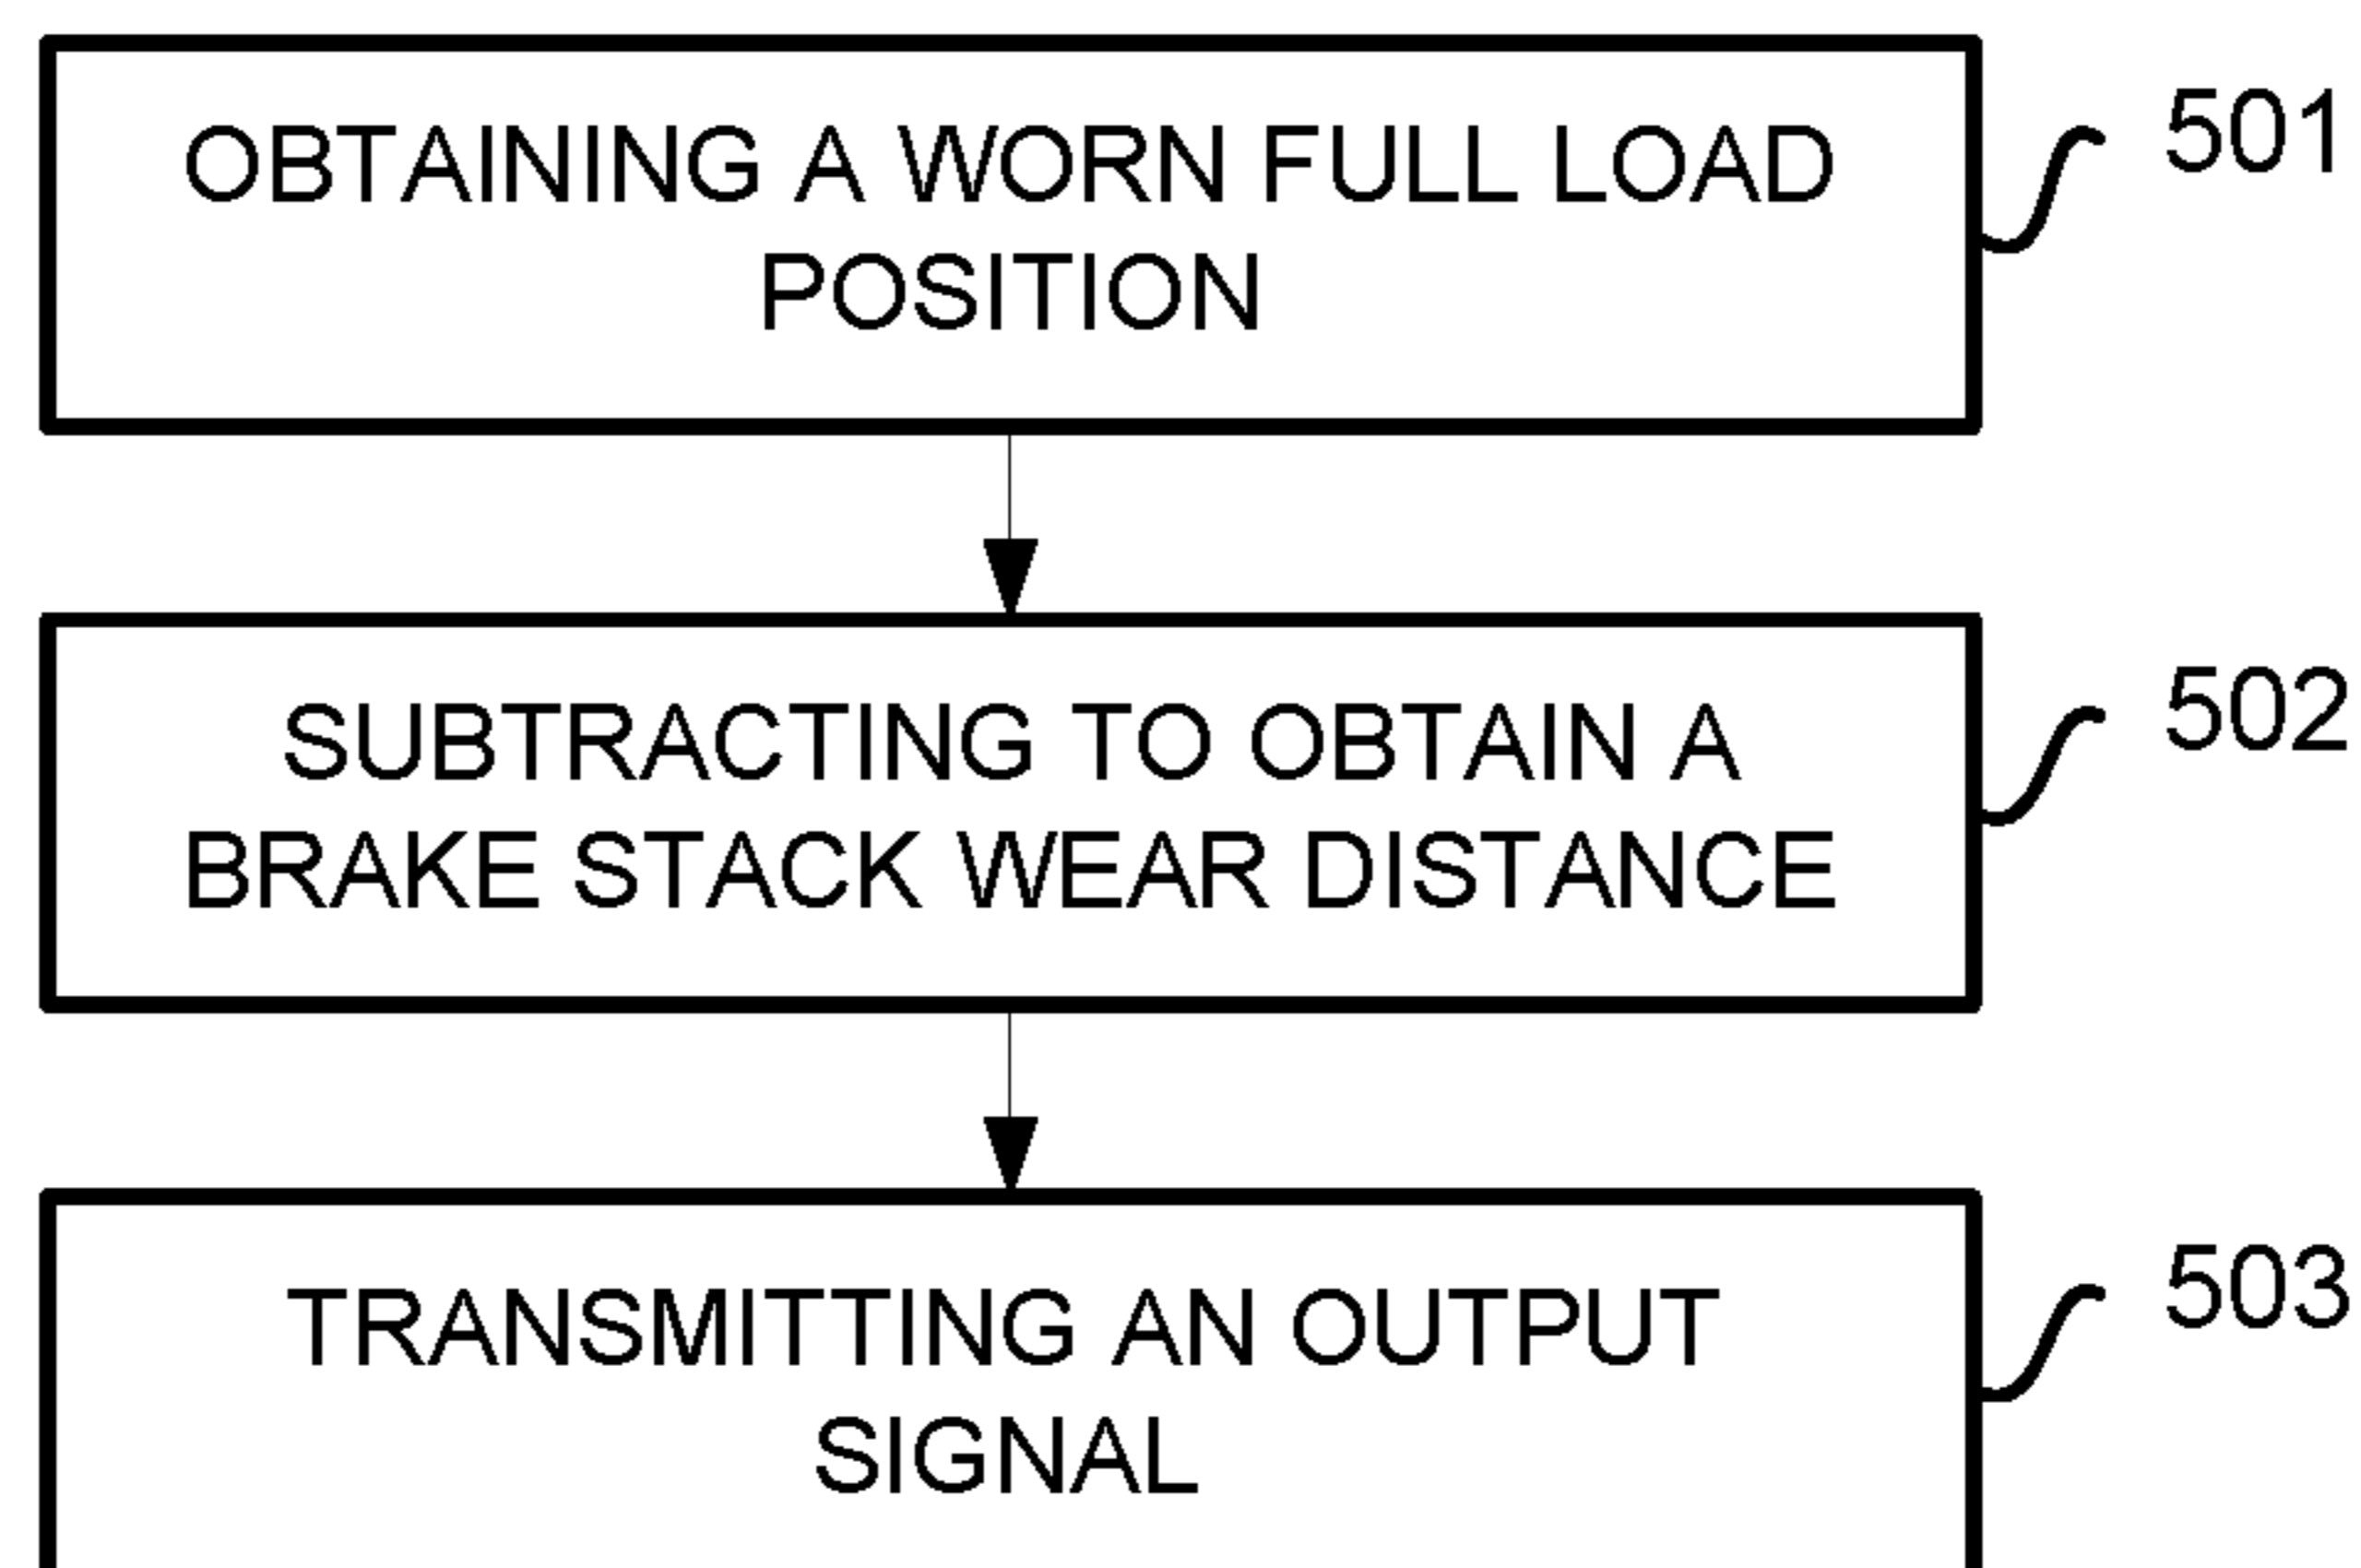 OBTAINING A WORN FULL LOAD
POSITION
501
SUBTRACTING TO OBTAIN A
BRAKE STACK WEAR DISTANCE
502
TRANSMITTING AN OUTPUT
SIGNAL
503